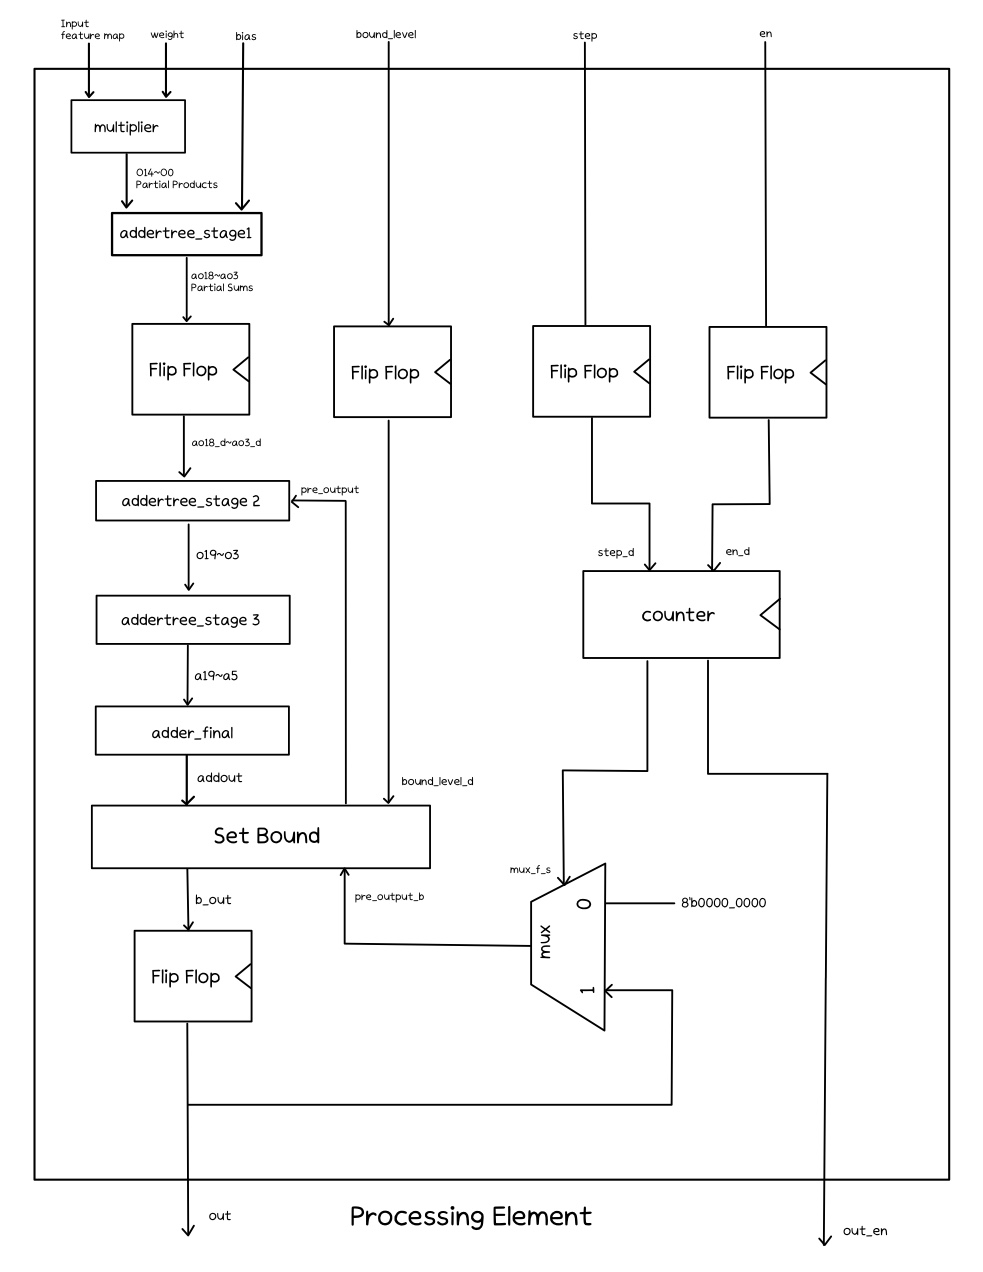 Input
feature map
weight
bias
bound_level
step
en
multiplier
O14~O0
Partial Products
addertree_stage1
ao18~ao3
Partial Sums
Flip Flop
Flip Flop
Flip Flop
Flip Flop
ao18_d~ao3_d
addertree_stage 2
pre_output
o19~o3
step_d
en_d
addertree_stage 3
counter
a19~a5
adder_final
addout
bound_level_d
Set Bound
mux_f_s
b_out
pre_output_b
0
8'b0000_0000
mux
Flip Flop
1
out
Processing Element
out_en